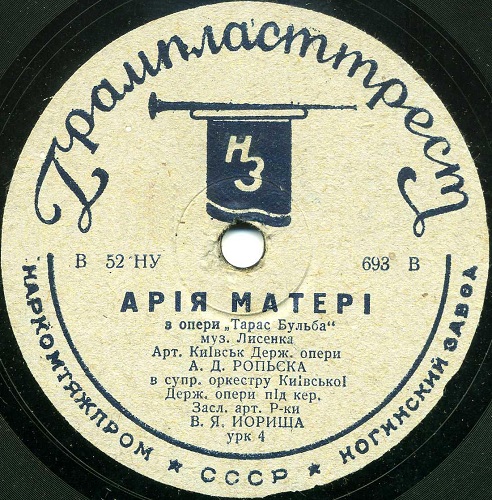 Грампласттрест
НЗ
В 52 НУ 693 В
АРІЯ МАТЕРІ
з опери „Тарас Бульба“
муз. Лисенка
Арт. Київськ Держ. опери
А. Д. РОПЬСКА
в супр. оркестру Київської
Держ. опери під кер.
Засл. арт. Р-ки
В. Я. ИОРИЩА
урк 4
НАРКОМТЯЖПРОМ ★ СССР ★ НОГИНСКИЙ ЗАВОД